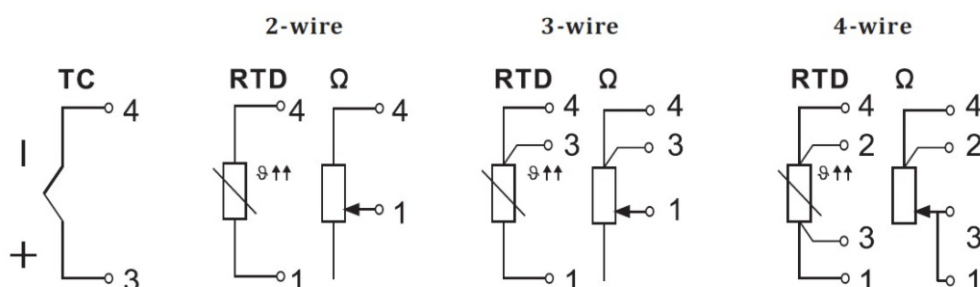 2-wire 3-wire 4-wire
TC RTD Ω RTD Ω RTD Ω
4 4 4 4 4 4 4
3 3 2 2
− ϑ↑↑ ϑ↑↑ ϑ↑↑
1 1
+ 3 3
3 1 1 1 1